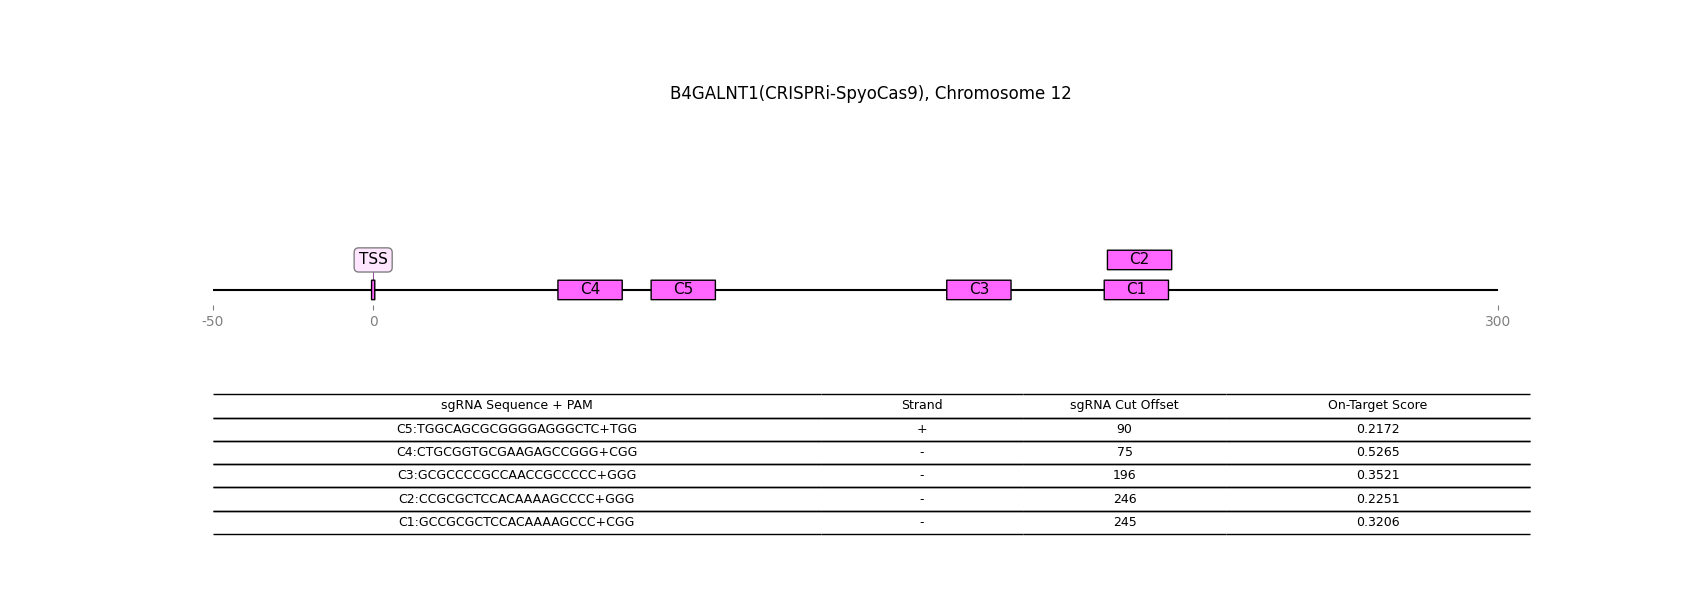 B4GALNT1(CRISPRi-SpyoCas9), Chromosome 12
TSS
C2
C4 C5 C3 C1
-50 0 300
sgRNA Sequence + PAM Strand sgRNA Cut Offset On-Target Score
C5:TGGCAGCGCGGGGAGGGCTC+TGG + 90 0.2172
C4:CTGCGGTGCGAAGAGCCGGG+CGG - 75 0.5265
C3:GCGCCCCGCCAACCGCCCCC+GGG - 196 0.3521
C2:CCGCGCTCCACAAAAGCCCC+GGG - 246 0.2251
C1:GCCGCGCTCCACAAAAGCCC+CGG - 245 0.3206